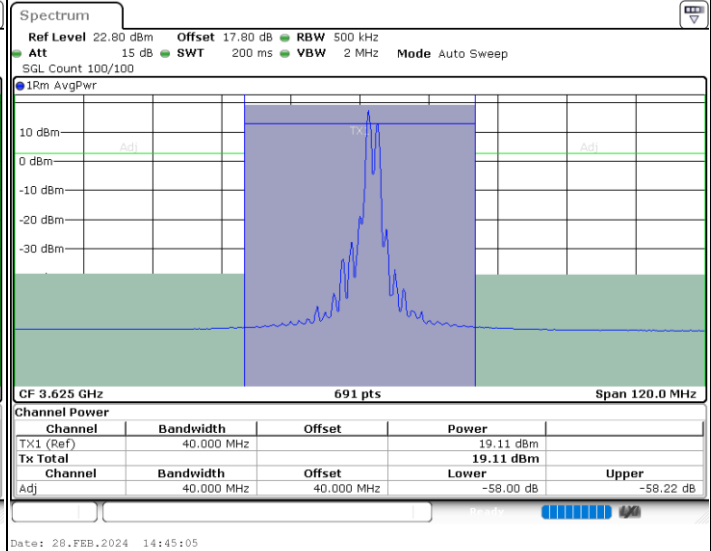 Spectrum
Ref Level 22.80 dBm Offset 17.80 dB RBW 500 kHz
Att 15 dB SWT 200 ms VBW 2 MHz Mode Auto Sweep
SGL Count 100/100
1Rm AvgPwr
10 dBm
TX
Adj
Adj
0 dBm
-10 dBm
-20 dBm
-30 dBm
CF 3.625 GHz 691 pts Span 120.0 MHz
Channel Power
Channel Bandwidth Offset Power
TX1 (Ref) 40.000 MHz 19.11 dBm
Tx Total 19.11 dBm
Channel Bandwidth Offset Lower Upper
Adj 40.000 MHz 40.000 MHz -58.00 dB -58.22 dB
Ready
Date: 28.FEB.2024 14:45:05